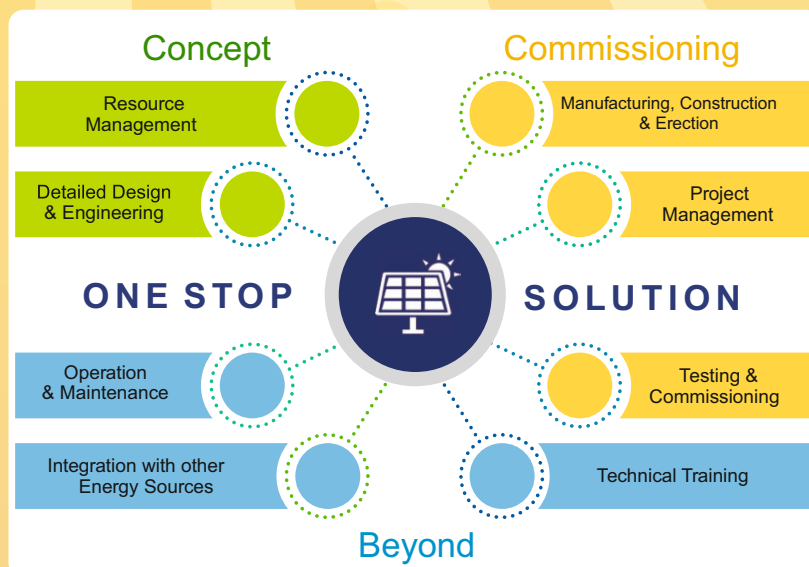 Concept
Commissioning
Resource
Management
Manufacturing, Construction
& Erection
Detailed Design
& Engineering
Project
Management
ONE STOP
SOLUTION
Operation
& Maintenance
Testing &
Commissioning
Integration with other
Energy Sources
Technical Training
Beyond